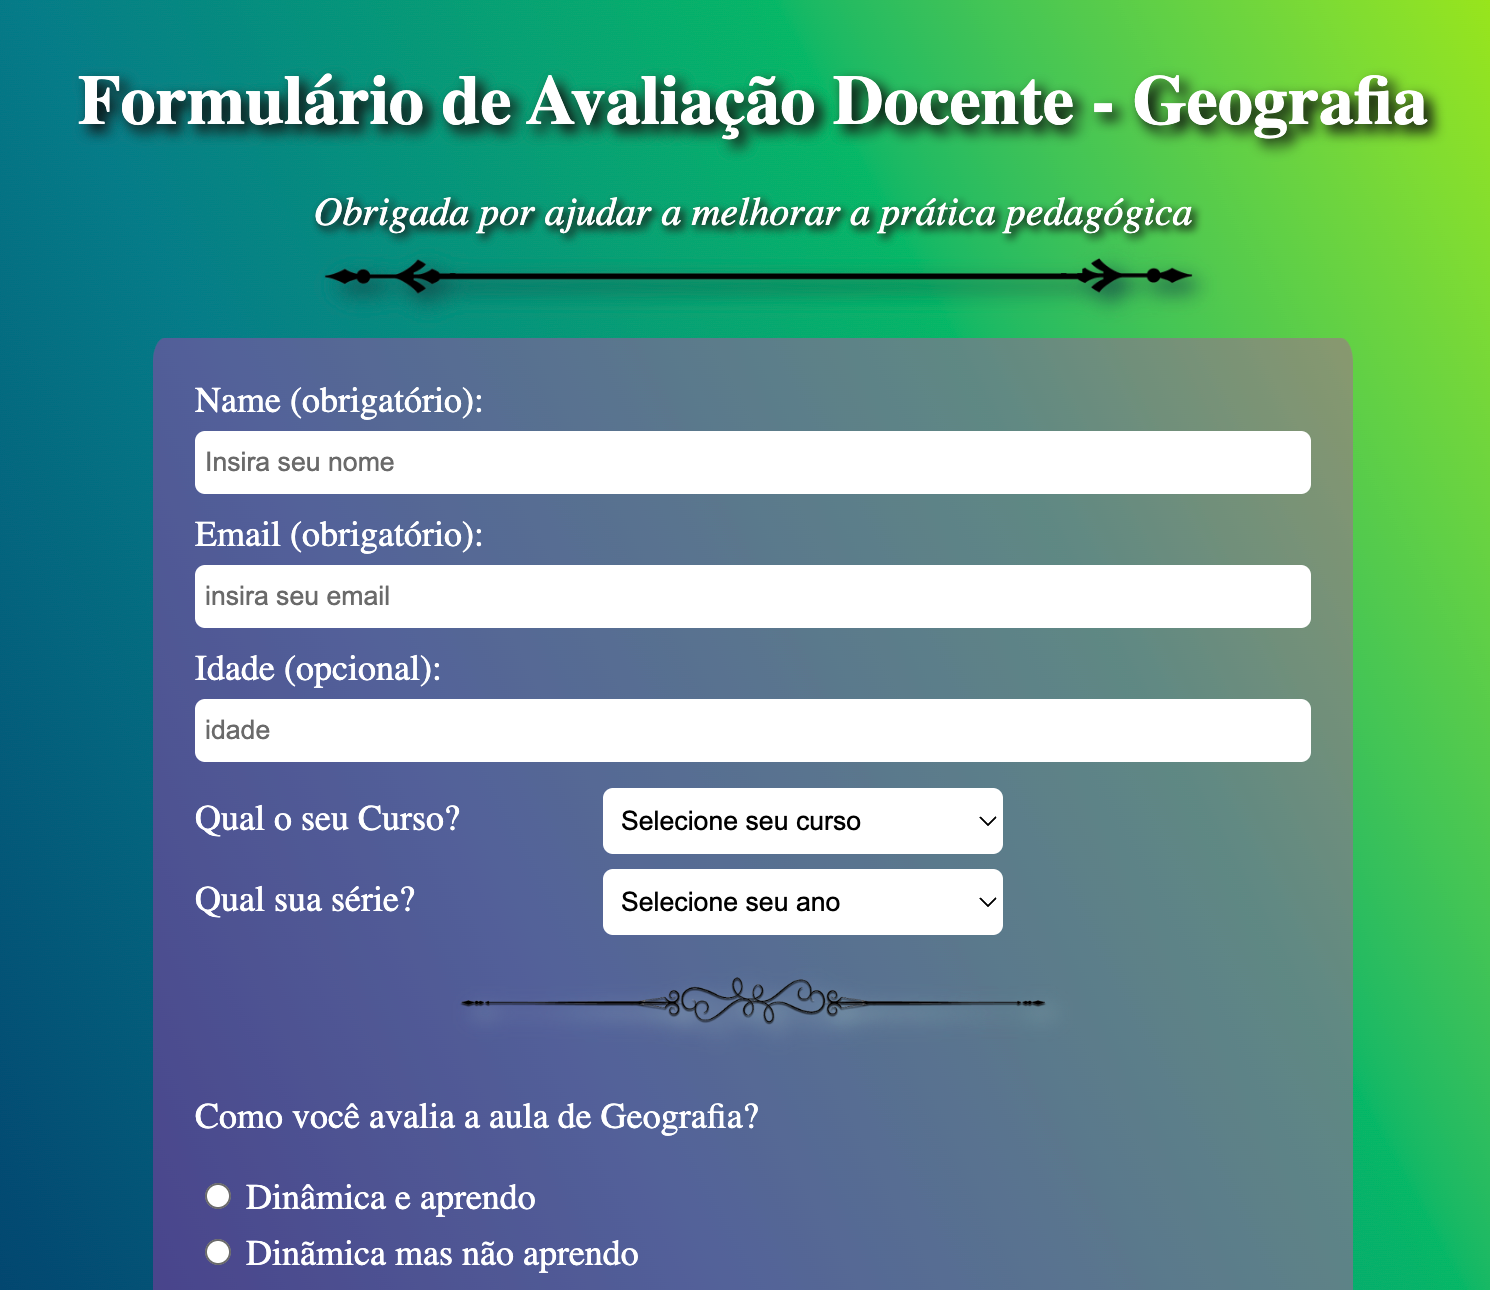 Formulário de Avaliação Docente - Geografia
Obrigada por ajudar a melhorar a prática pedagógica
Name (obrigatório):
Insira seu nome
Email (obrigatório):
insira seu email
Idade (opcional):
idade
Qual o seu Curso?
Selecione seu curso
Qual sua série?
Selecione seu ano
Como você avalia a aula de Geografia?
Dinâmica e aprendo
Dinãmica mas não aprendo